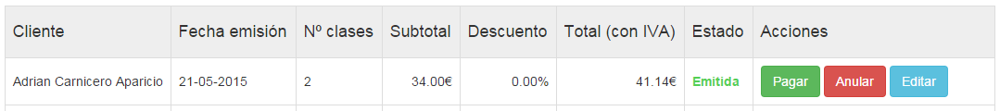 Cliente Fecha emisión Nº clases Subtotal Descuento Total (con IVA) Estado Acciones
Adrian Carnicero Aparicio 21-05-2015 2 34.00€ 0.00% 41.14€ Emitida Pagar Anular Editar